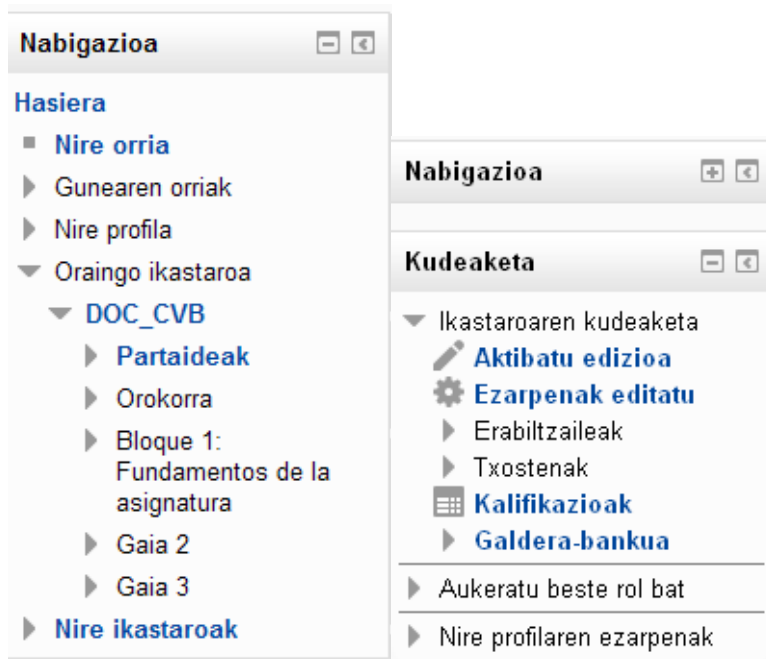 Nabigazioa
Hasiera
Nire orria
Gunearen orriak
Nire profila
Oraingo ikastaroa
DOC_CVB
Partaideak
Orokorra
Bloque 1:
Fundamentos de la
asignatura
Gaia 2
Gaia 3
Nire ikastaroak
Nabigazioa
Kudeaketa
Ikastaroaren kudeaketa
Aktibatu edizioa
Ezarpenak editatu
Erabiltzaileak
Txostenak
Kalifikazioak
Galdera-bankua
Aukeratu beste rol bat
Nire profilaren ezarpenak